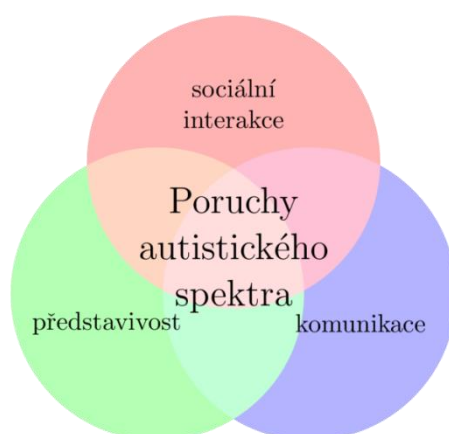 sociální
interakce
Poruchy
autistického
spektra
představivost
komunikace